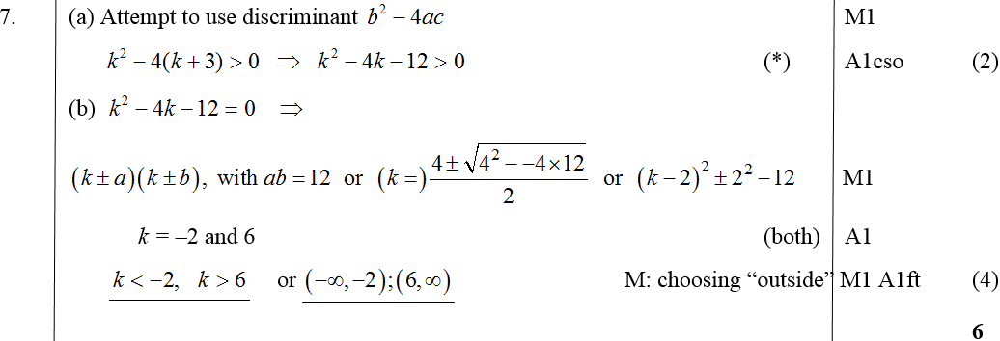 7. (a) Attempt to use discriminant b² – 4ac M1
k² – 4(k + 3) > 0 ⇒ k² – 4k – 12 > 0 (*) A1cso (2)
(b) k² – 4k – 12 = 0 ⇒
(k ± a)(k ± b), with ab = 12 or (k =) (4 ± √(4² – –4×12))/2 or (k – 2)² ± 2² – 12 M1
k = –2 and 6 (both) A1
k < –2, k > 6 or (–∞, –2);(6, ∞) M: choosing “outside” M1 A1ft (4)
6